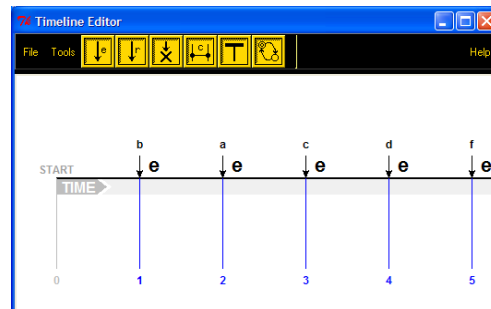 Timeline Editor
File Tools e r c T Help
b a c d f
e e e e e
START
TIME
0 1 2 3 4 5